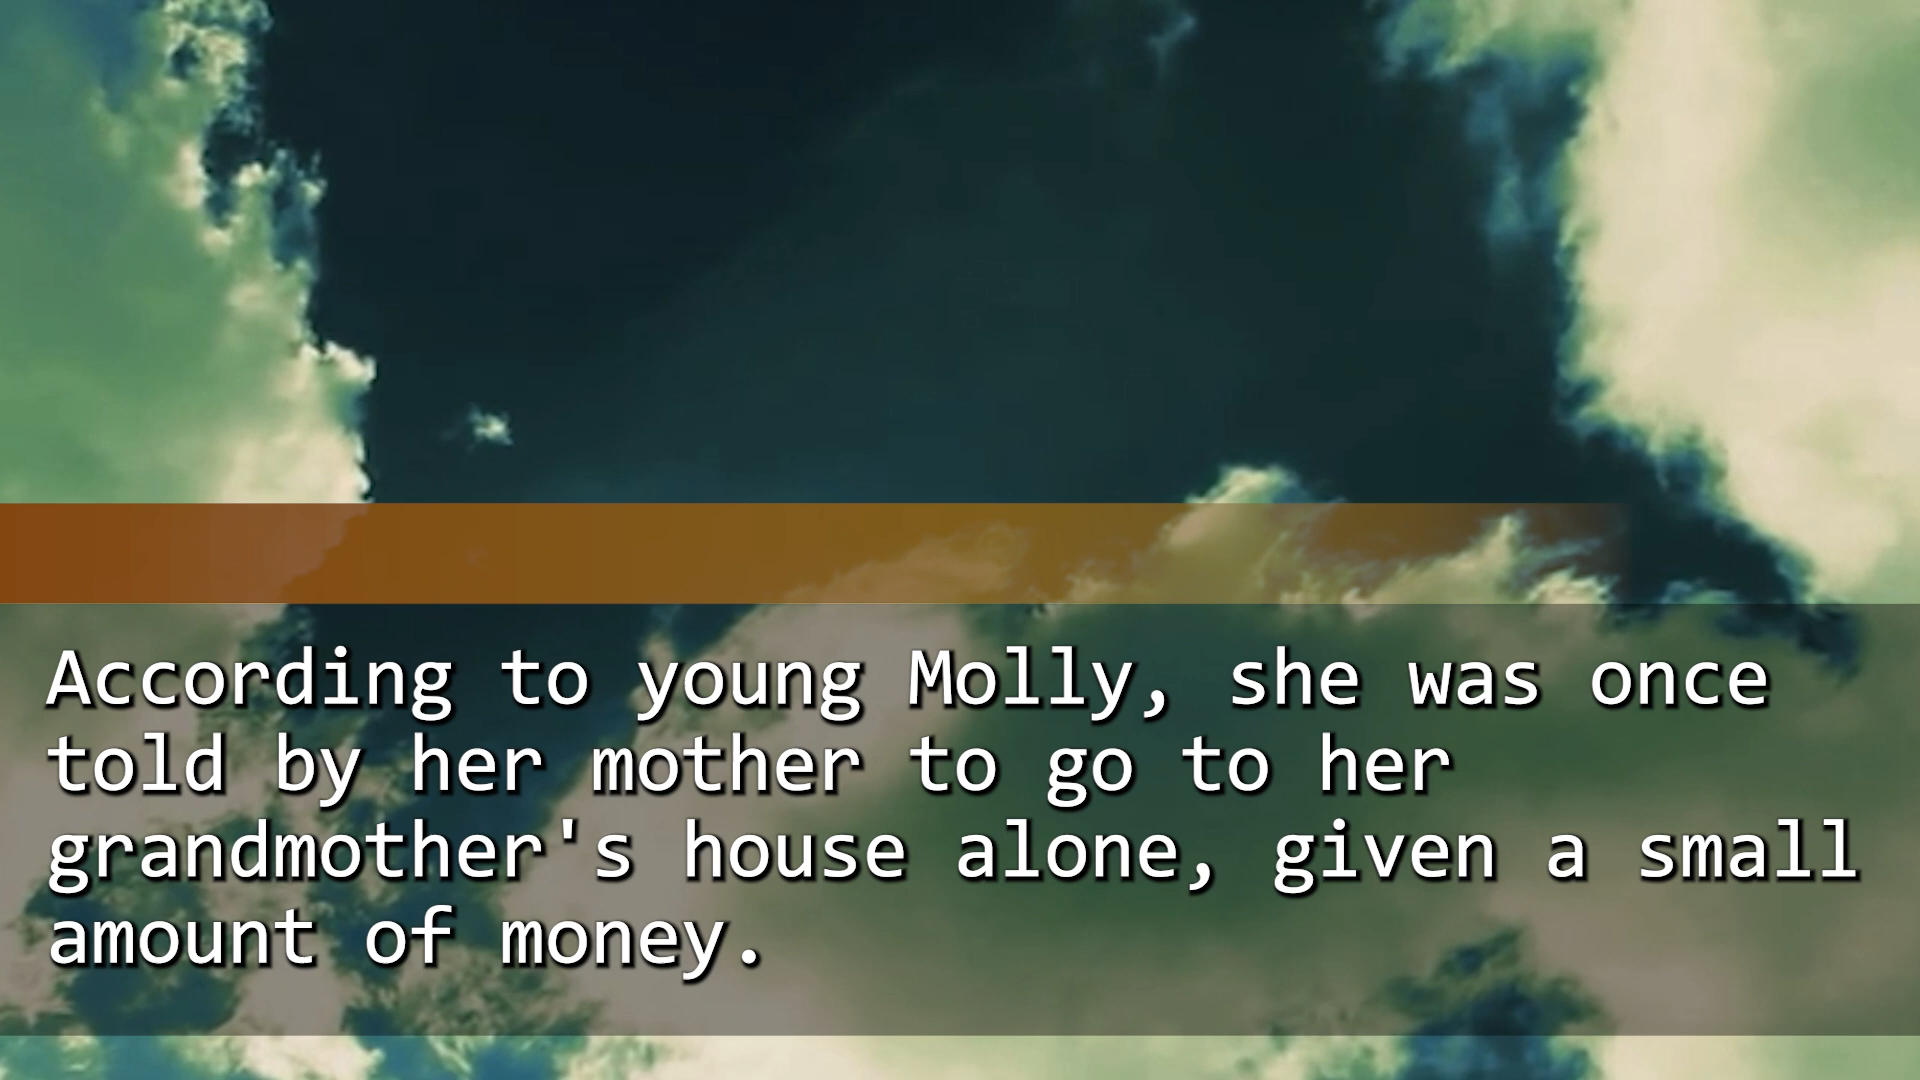 According to young Molly, she was once
told by her mother to go to her
grandmother's house alone, given a small
amount of money.